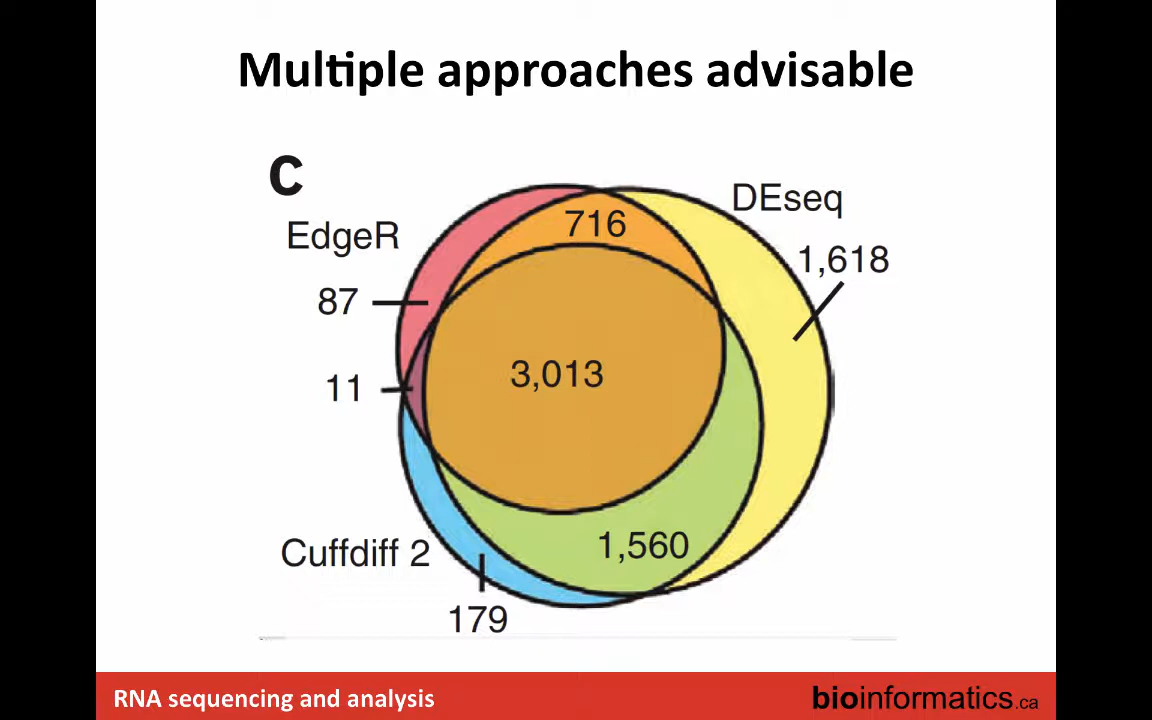 Multiple approaches advisable
C
DEseq
716
EdgeR
1,618
87
3,013
11
1,560
Cuffdiff 2
179
RNA sequencing and analysis
bioinformatics.ca